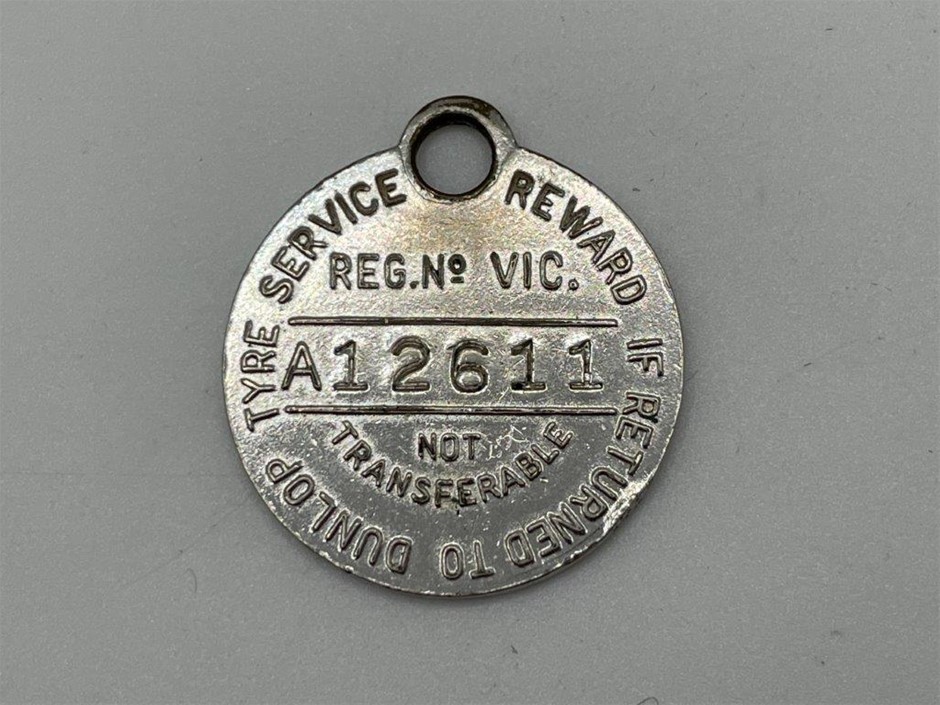 REWARD IF RETURNED TO DUNLOP TYRE SERVICE
REG.Nº VIC.
A12611
NOT
TRANSFERABLE